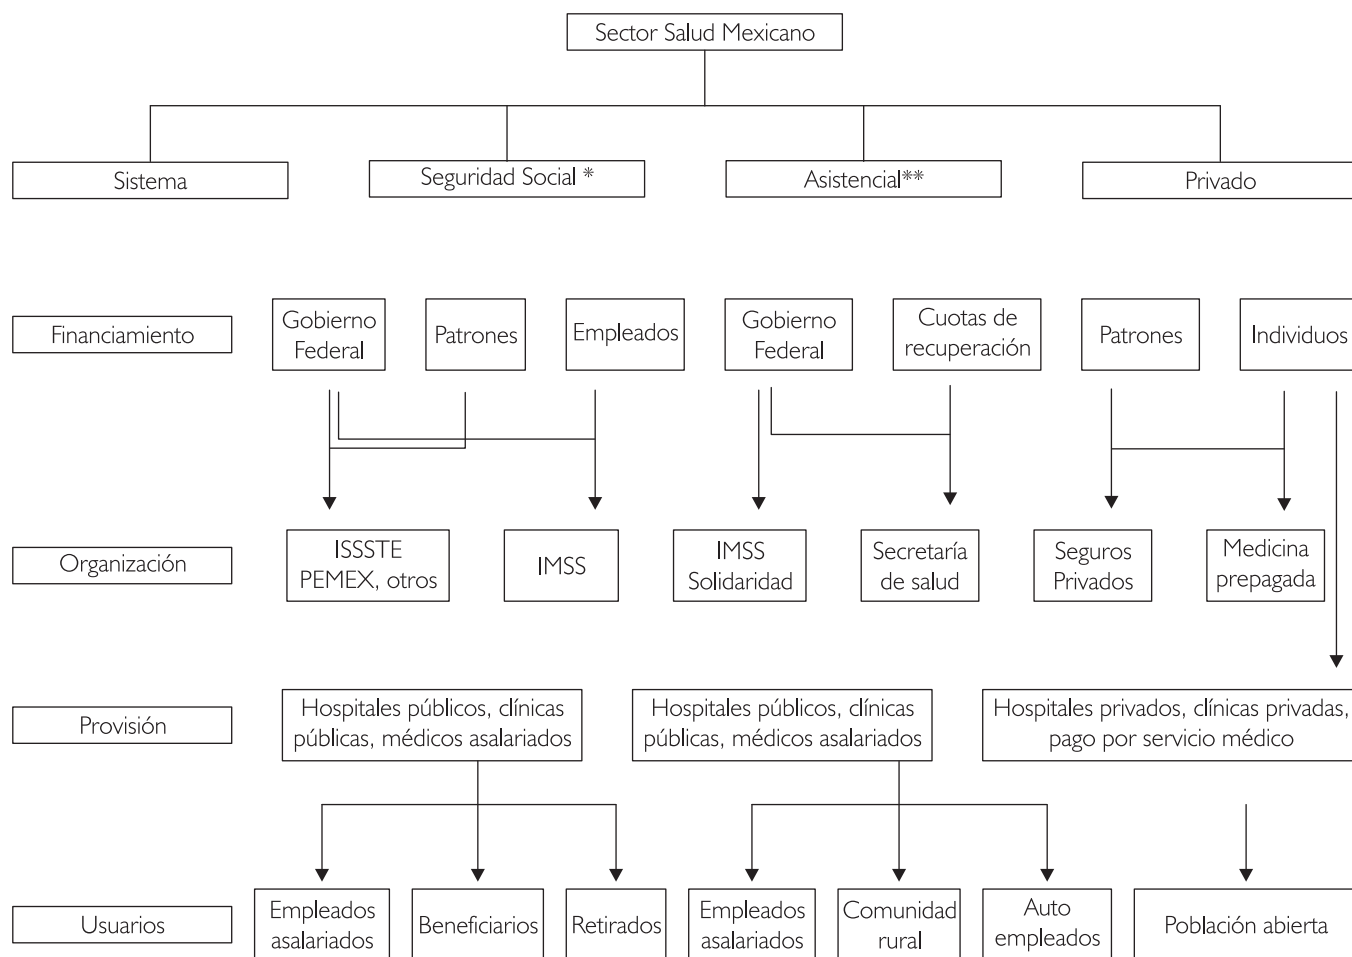 Sector Salud Mexicano
Sistema
Seguridad Social *
Asistencial**
Privado
Financiamiento
Gobierno
Federal
Patrones
Empleados
Gobierno
Federal
Cuotas de
recuperación
Patrones
Individuos
Organización
ISSSTE
PEMEX, otros
IMSS
IMSS
Solidaridad
Secretaría
de salud
Seguros
Privados
Medicina
prepagada
Provisión
Hospitales públicos, clínicas
públicas, médicos asalariados
Hospitales públicos, clínicas
públicas, médicos asalariados
Hospitales privados, clínicas privadas,
pago por servicio médico
Usuarios
Empleados
asalariados
Beneficiarios
Retirados
Empleados
asalariados
Comunidad
rural
Auto
empleados
Población abierta